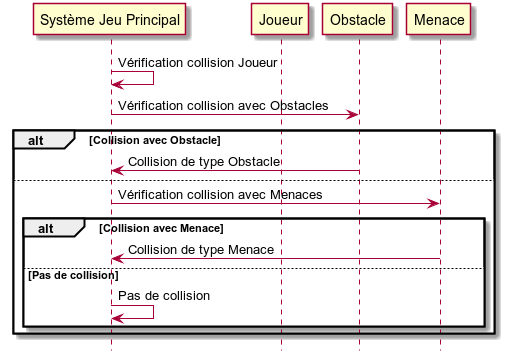 Système Jeu Principal
Joueur
Obstacle
Menace
Vérification collision Joueur
Vérification collision avec Obstacles
alt [Collision avec Obstacle]
Collision de type Obstacle
Vérification collision avec Menaces
alt [Collision avec Menace]
Collision de type Menace
[Pas de collision]
Pas de collision